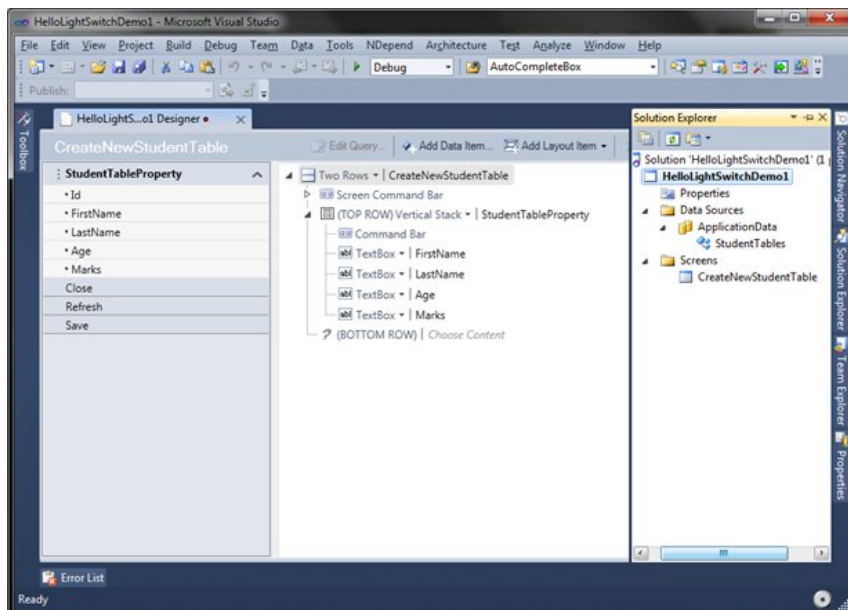 HelloLightSwitchDemo1 - Microsoft Visual Studio
File Edit View Project Build Debug Team Data Tools NDepend Architecture Test Analyze Window Help
Debug AutoCompleteBox
Publish:
Toolbox
HelloLightS...o1 Designer
CreateNewStudentTable Edit Query... Add Data Item... Add Layout Item
StudentTableProperty
Id
FirstName
LastName
Age
Marks
Close
Refresh
Save
Two Rows | CreateNewStudentTable
Screen Command Bar
(TOP ROW) Vertical Stack | StudentTableProperty
Command Bar
TextBox | FirstName
TextBox | LastName
TextBox | Age
TextBox | Marks
(BOTTOM ROW) | Choose Content
Solution Explorer
Solution 'HelloLightSwitchDemo1' (1
HelloLightSwitchDemo1
Properties
Data Sources
ApplicationData
StudentTables
Screens
CreateNewStudentTable
Solution Navigator
Solution Explorer
Team Explorer
Properties
Error List
Ready